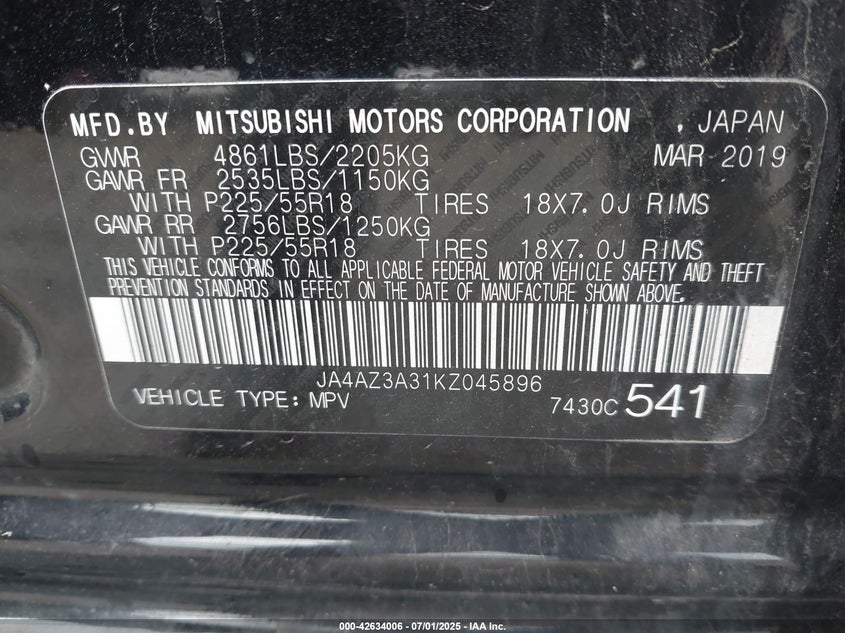 MFD.BY MITSUBISHI MOTORS CORPORATION , JAPAN
GVWR 4861LBS/2205KG MAR 2019
GAWR FR 2535LBS/1150KG
WITH P225/55R18 TIRES 18X7.0J RIMS
GAWR RR 2756LBS/1250KG
WITH P225/55R18 TIRES 18X7.0J RIMS
THIS VEHICLE CONFORMS TO ALL APPLICABLE FEDERAL MOTOR VEHICLE SAFETY AND THEFT
PREVENTION STANDARDS IN EFFECT ON THE DATE OF MANUFACTURE SHOWN ABOVE.
JA4AZ3A31KZ045896
VEHICLE TYPE: MPV 7430C 541
000-42634006 - 07/01/2025 - IAA Inc.